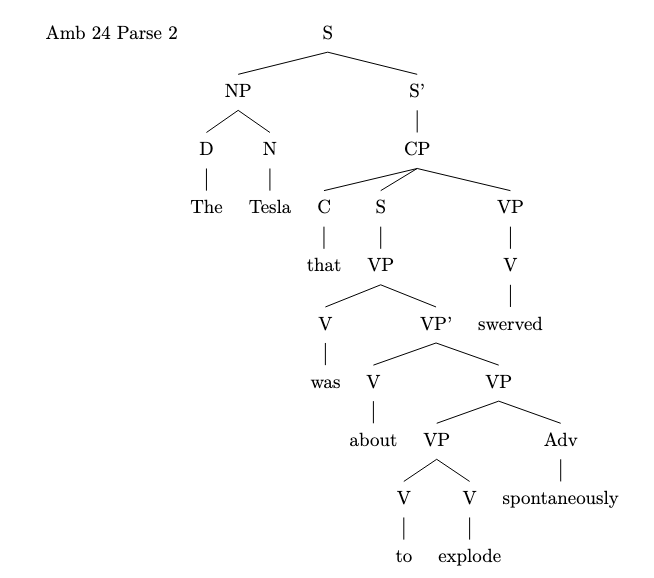 Amb 24 Parse 2 S
NP S'
D N CP
The Tesla C S VP
that VP V
V VP' swerved
was V VP
about VP Adv
V V spontaneously
to explode